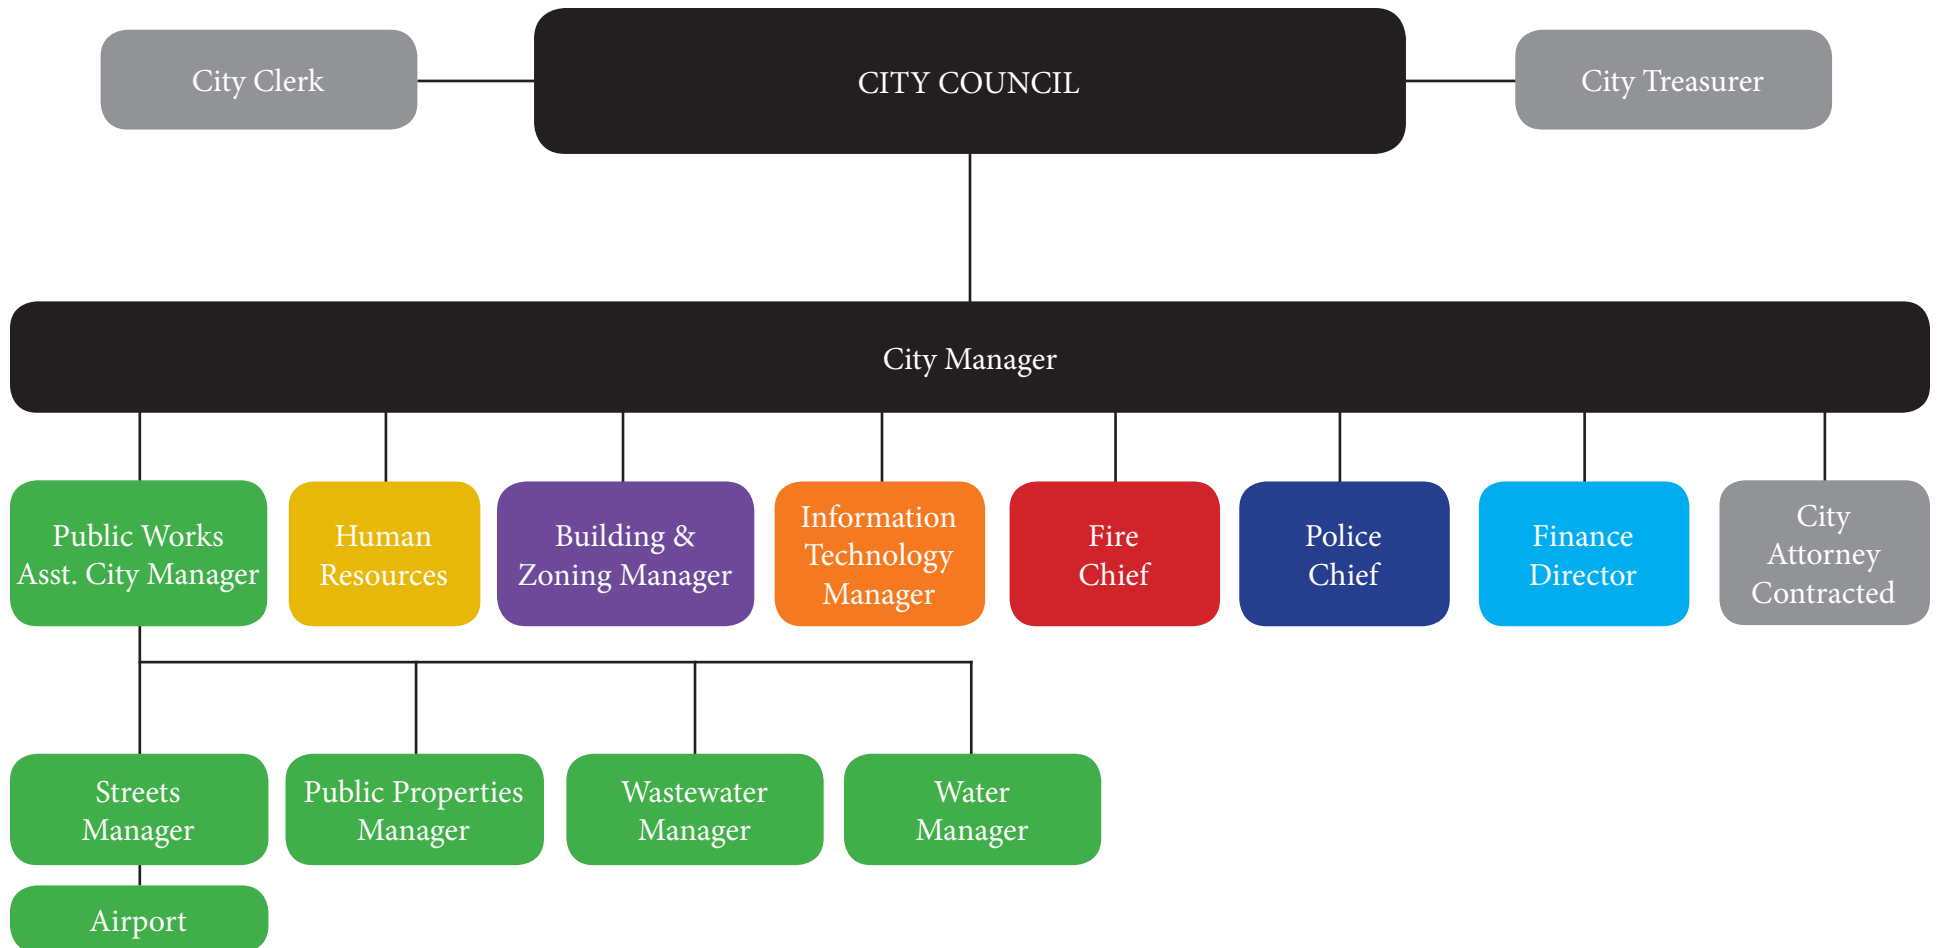 City Clerk
CITY COUNCIL
City Treasurer
City Manager
Public Works
Asst. City Manager
Human
Resources
Building &
Zoning Manager
Information
Technology
Manager
Fire
Chief
Police
Chief
Finance
Director
City
Attorney
Contracted
Streets
Manager
Public Properties
Manager
Wastewater
Manager
Water
Manager
Airport